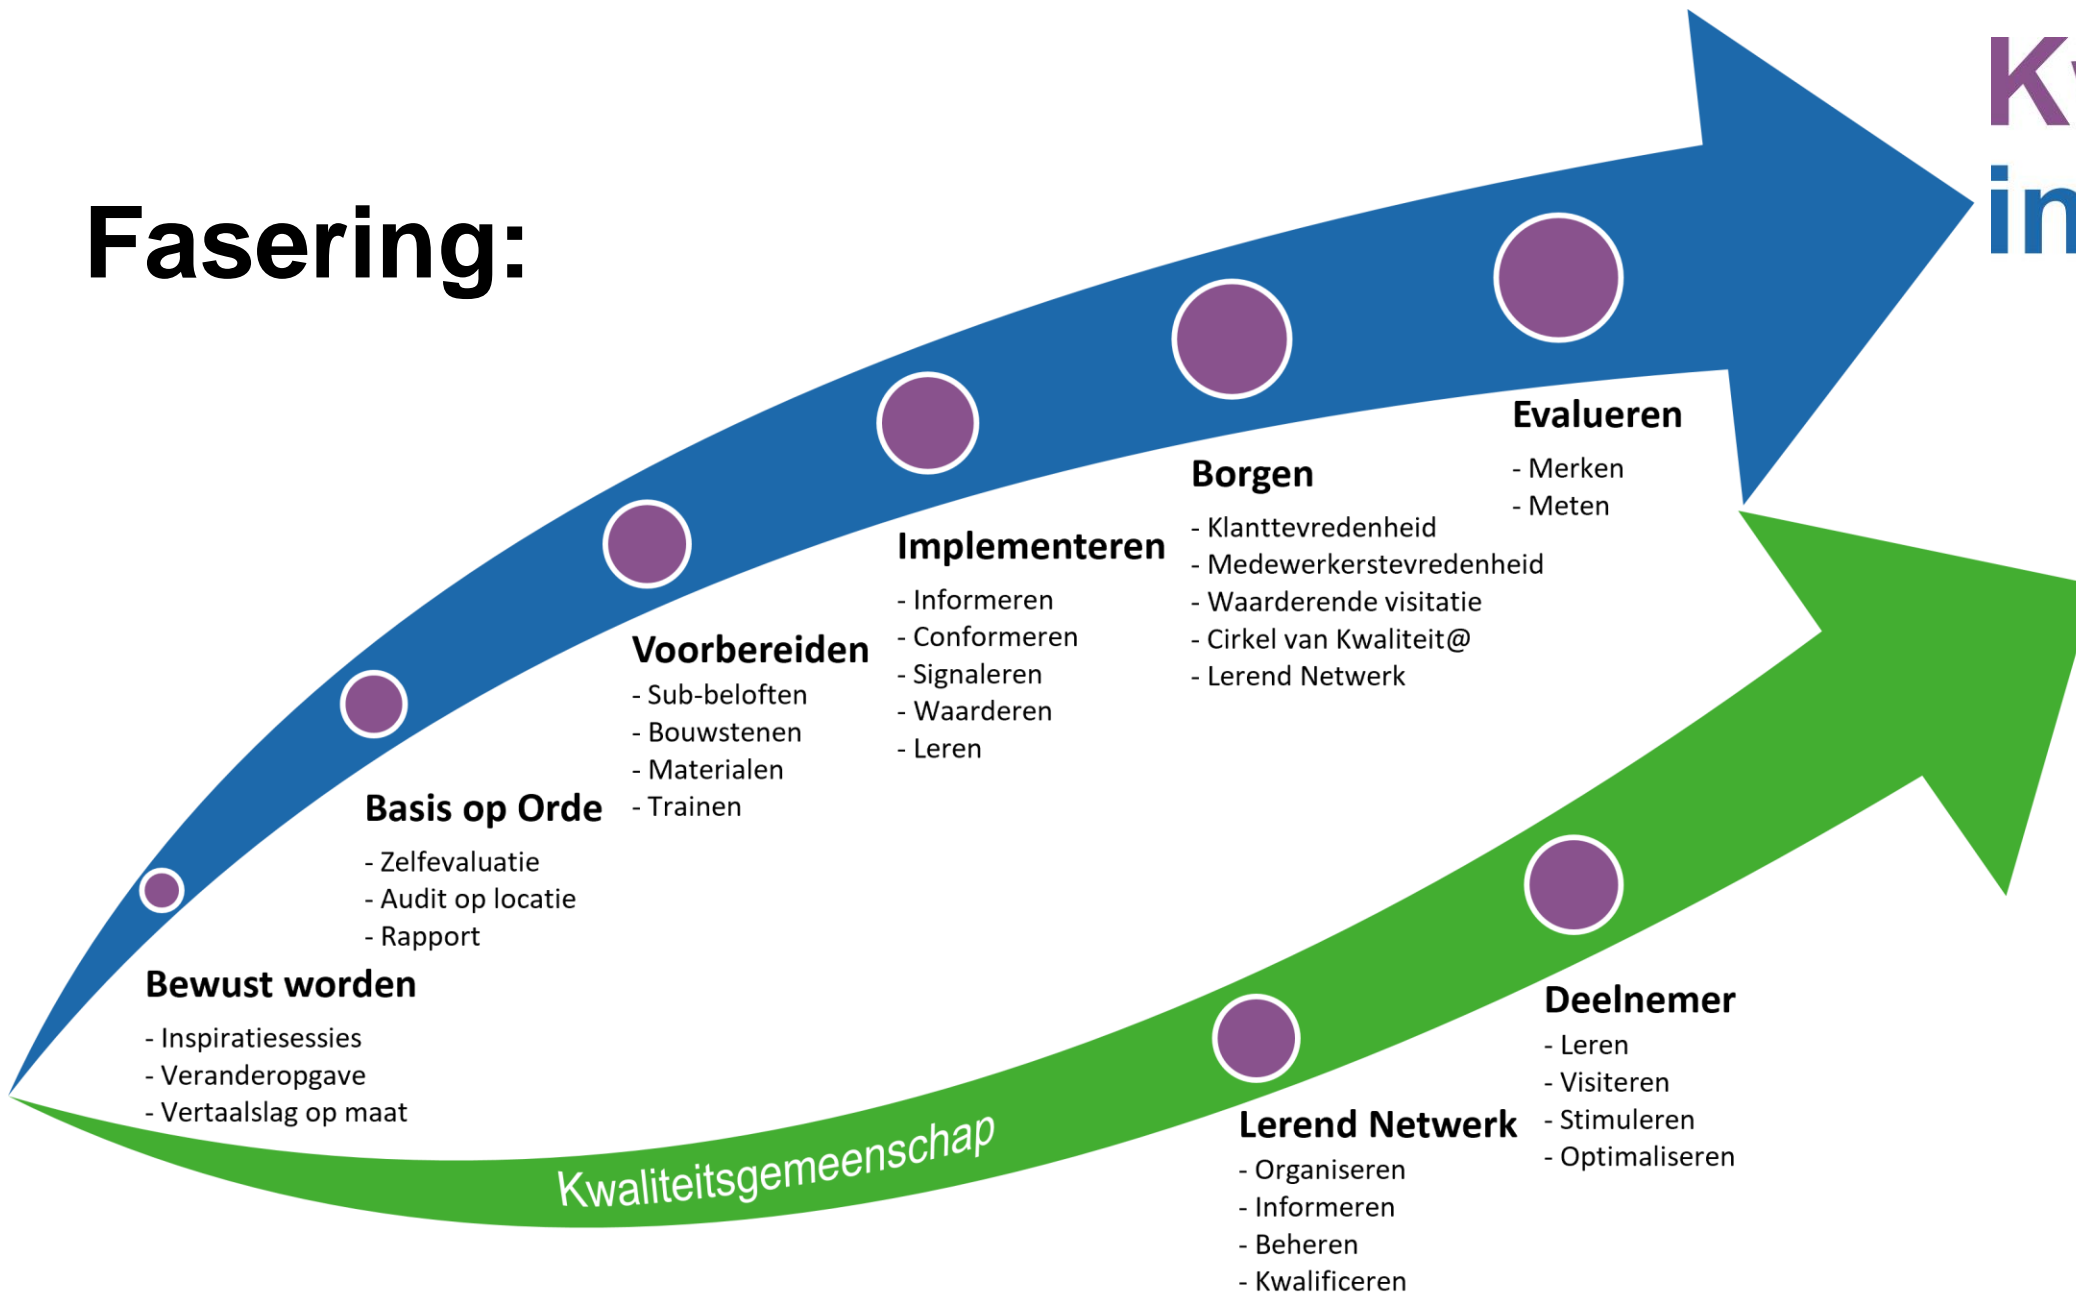 Fasering:
Bewust worden
- Inspiratiesessies
- Veranderopgave
- Vertaalslag op maat
Basis op Orde
- Zelfevaluatie
- Audit op locatie
- Rapport
Voorbereiden
- Sub-beloften
- Bouwstenen
- Materialen
- Trainen
Implementeren
- Informeren
- Conformeren
- Signaleren
- Waarderen
- Leren
Borgen
- Klanttevredenheid
- Medewerkerstevredenheid
- Waarderende visitatie
- Cirkel van Kwaliteit@
- Lerend Netwerk
Evalueren
- Merken
- Meten
Kwaliteitsgemeenschap
Lerend Netwerk
- Organiseren
- Informeren
- Beheren
- Kwalificeren
Deelnemer
- Leren
- Visiteren
- Stimuleren
- Optimaliseren